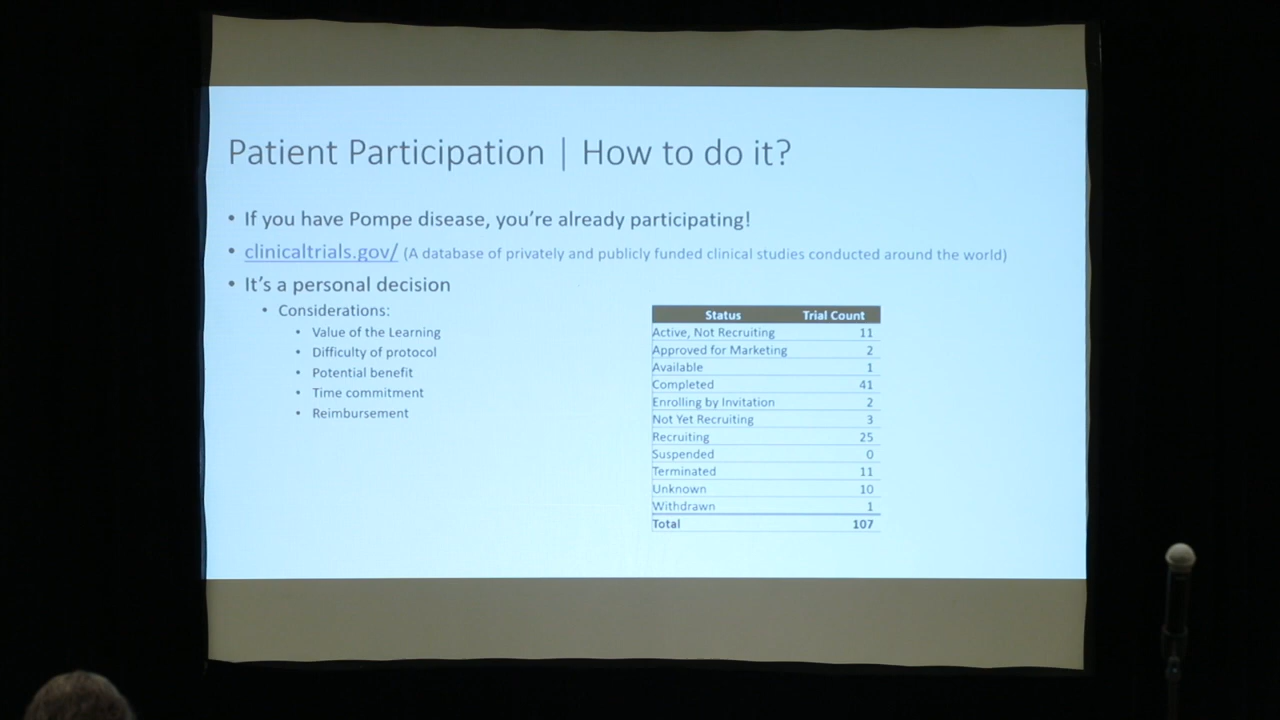 Patient Participation | How to do it?
• If you have Pompe disease, you're already participating!
• clinicaltrials.gov/ (A database of privately and publicly funded clinical studies conducted around the world)
• It's a personal decision
• Considerations:
• Value of the Learning
• Difficulty of protocol
• Potential benefit
• Time commitment
• Reimbursement
Status Trial Count
Active, Not Recruiting 11
Approved for Marketing 2
Available 1
Completed 41
Enrolling by Invitation 2
Not Yet Recruiting 3
Recruiting 25
Suspended 0
Terminated 11
Unknown 10
Withdrawn 1
Total 107